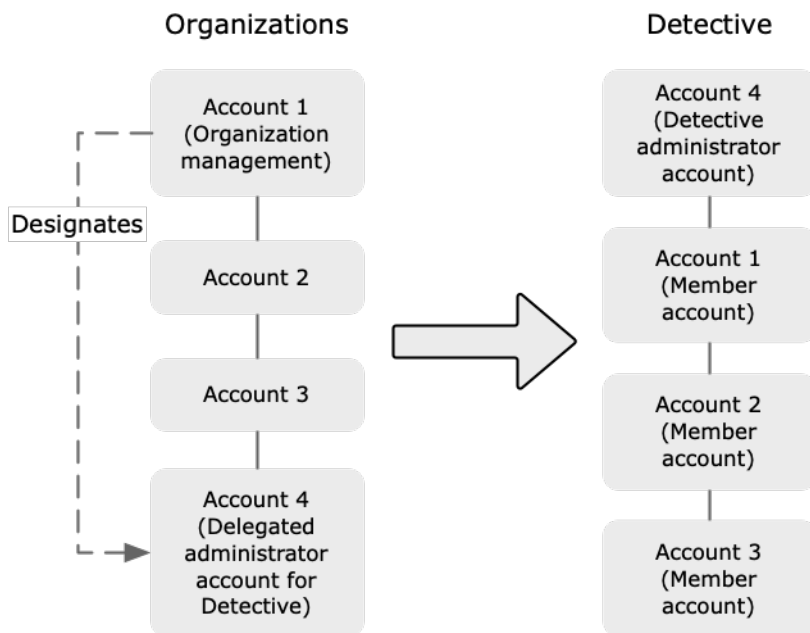 Organizations
Detective
Account 1
(Organization
management)
Designates
Account 2
Account 3
Account 4
(Delegated
administrator
account for
Detective)
Account 4
(Detective
administrator
account)
Account 1
(Member
account)
Account 2
(Member
account)
Account 3
(Member
account)